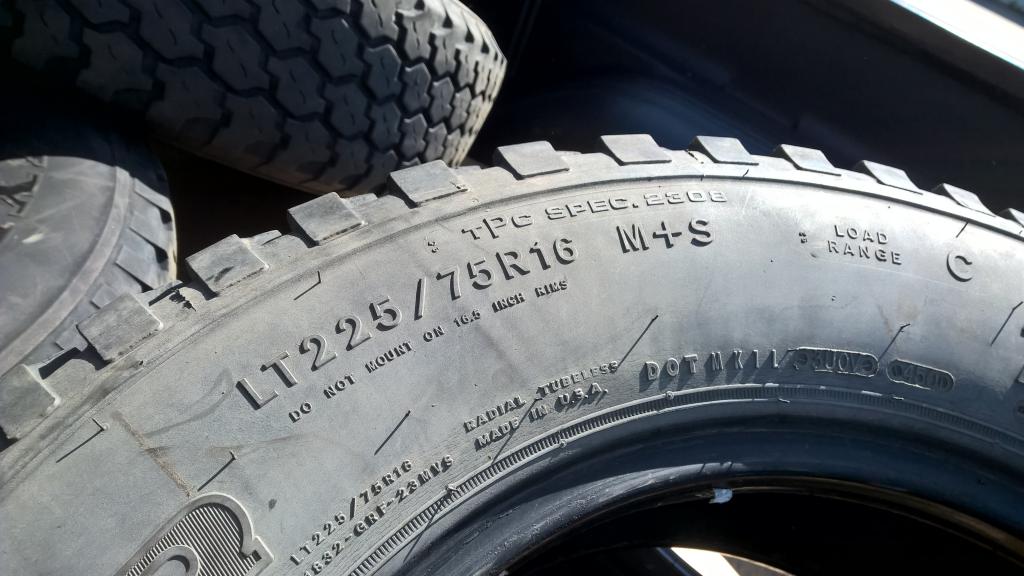 TPC SPEC. 2308
LT225/75R16 M+S
LOAD
RANGE C
DO NOT MOUNT ON 16.5 INCH RIMS
RADIAL TUBELESS
MADE IN U.S.A.
DOT MK11
LT225/75R16